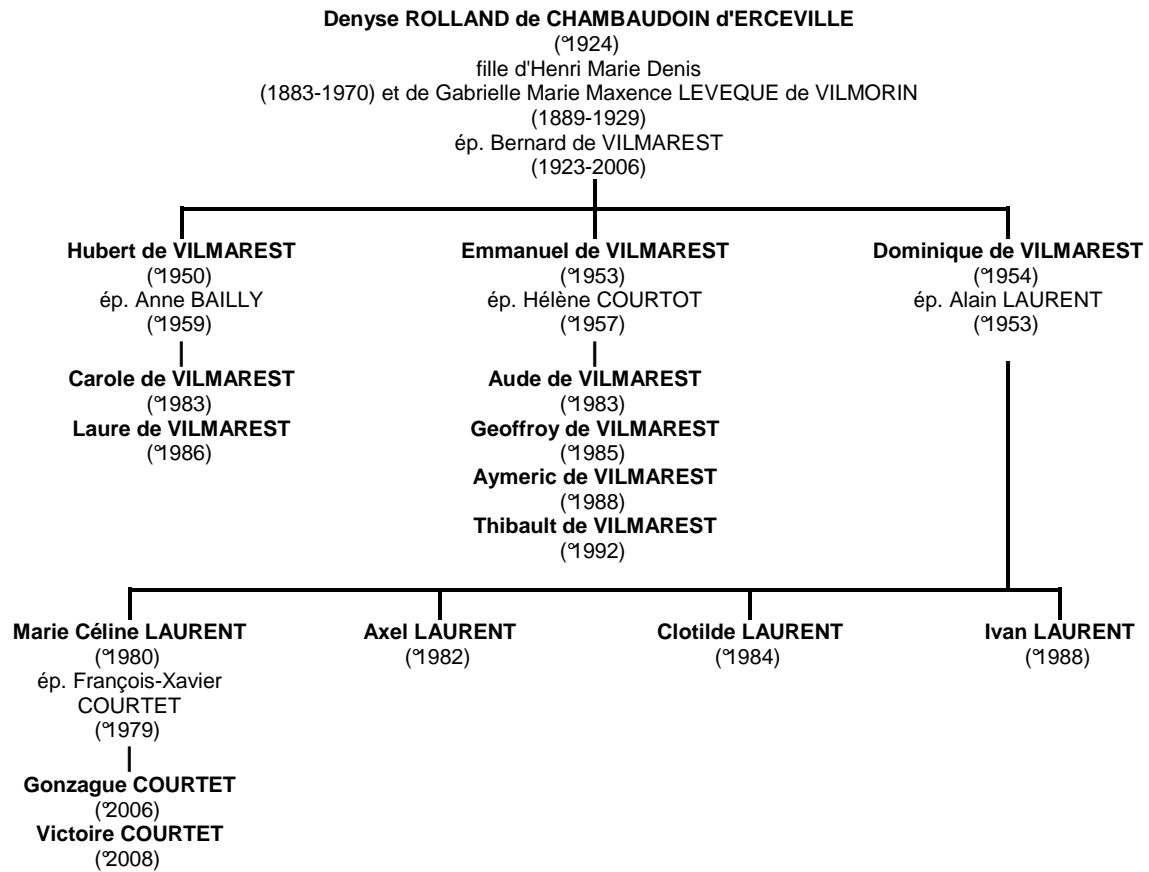 Denyse ROLLAND de CHAMBAUDOIN d'ERCEVILLE
(°1924)
fille d'Henri Marie Denis
(1883-1970) et de Gabrielle Marie Maxence LEVEQUE de VILMORIN
(1889-1929)
ép. Bernard de VILMAREST
(1923-2006)
Hubert de VILMAREST
(°1950)
ép. Anne BAILLY
(°1959)
Carole de VILMAREST
(°1983)
Laure de VILMAREST
(°1986)
Emmanuel de VILMAREST
(°1953)
ép. Hélène COURTOT
(°1957)
Aude de VILMAREST
(°1983)
Geoffroy de VILMAREST
(°1985)
Aymeric de VILMAREST
(°1988)
Thibault de VILMAREST
(°1992)
Dominique de VILMAREST
(°1954)
ép. Alain LAURENT
(°1953)
Marie Céline LAURENT
(°1980)
ép. François-Xavier
COURTET
(°1979)
Gonzague COURTET
(°2006)
Victoire COURTET
(°2008)
Axel LAURENT
(°1982)
Clotilde LAURENT
(°1984)
Ivan LAURENT
(°1988)